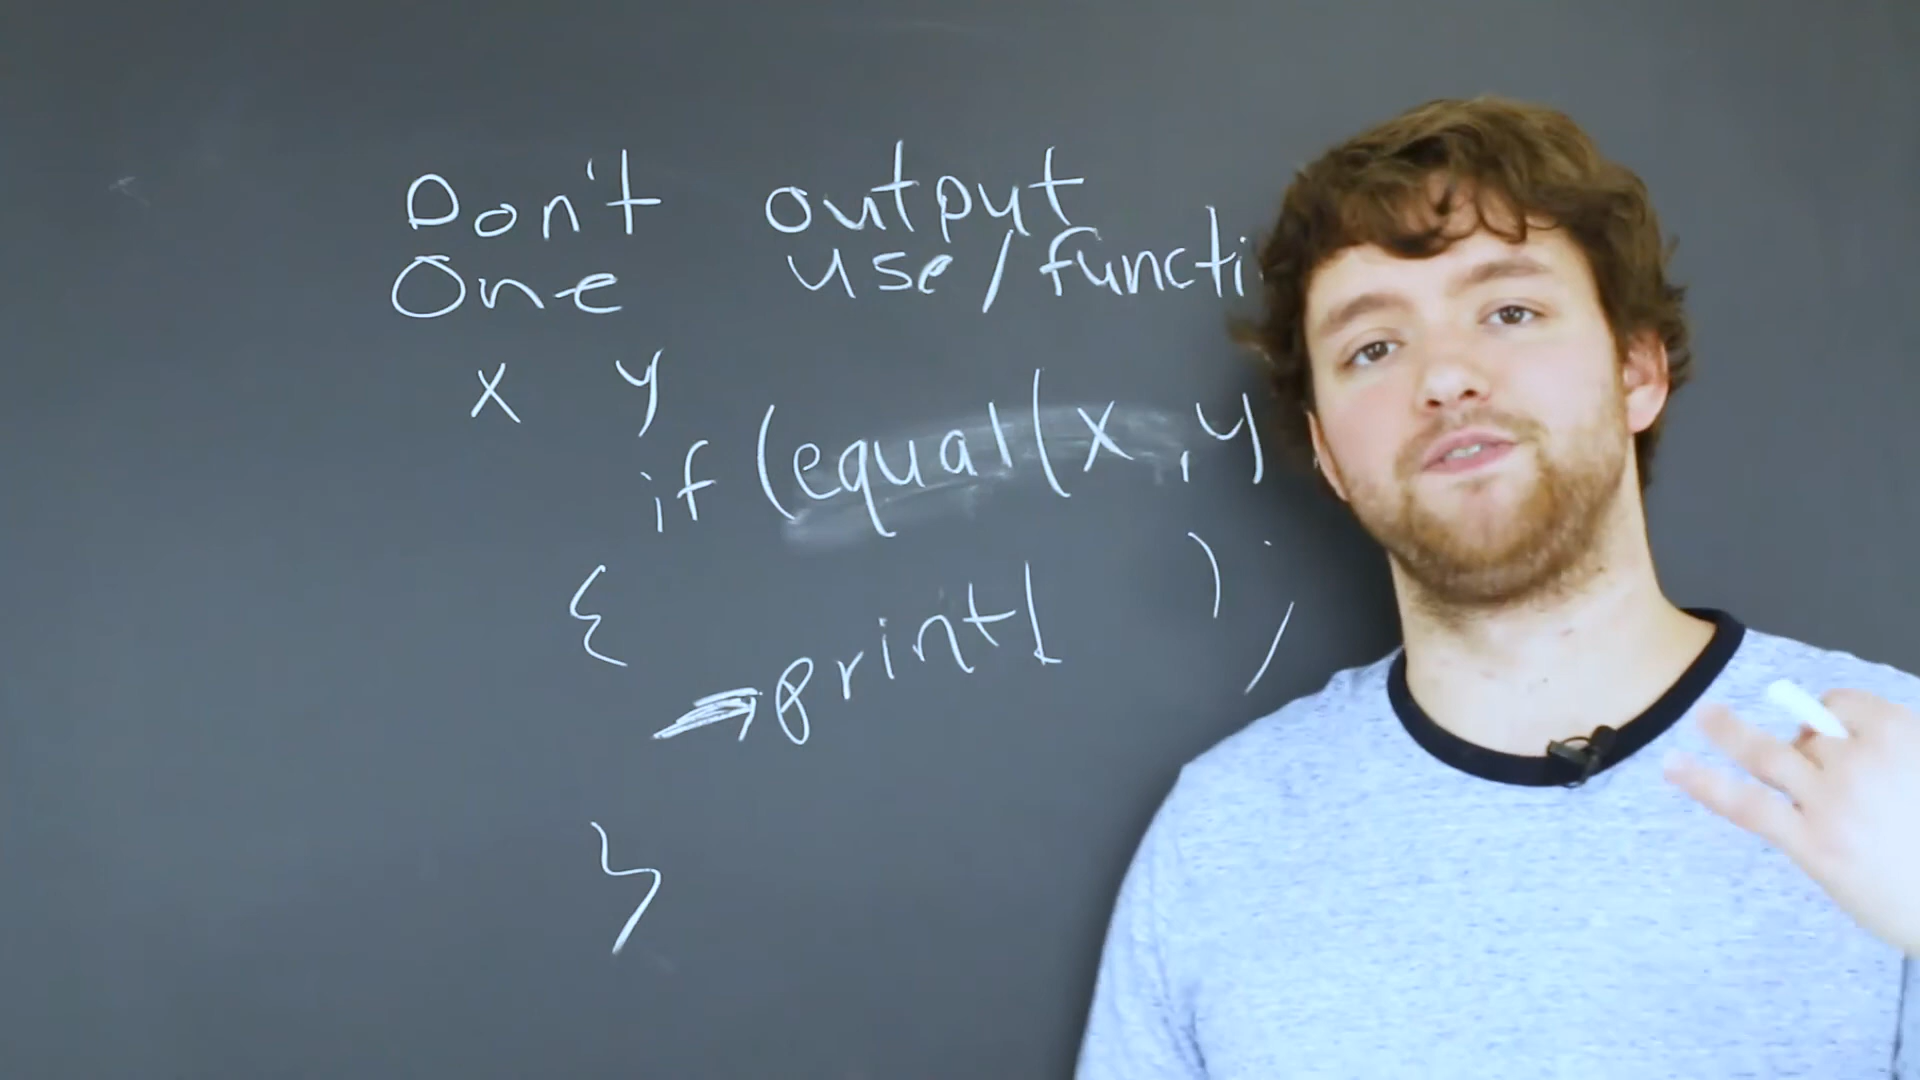 Don't output
One use/functi
x y
if (equal(x,y
{
→print( );
}